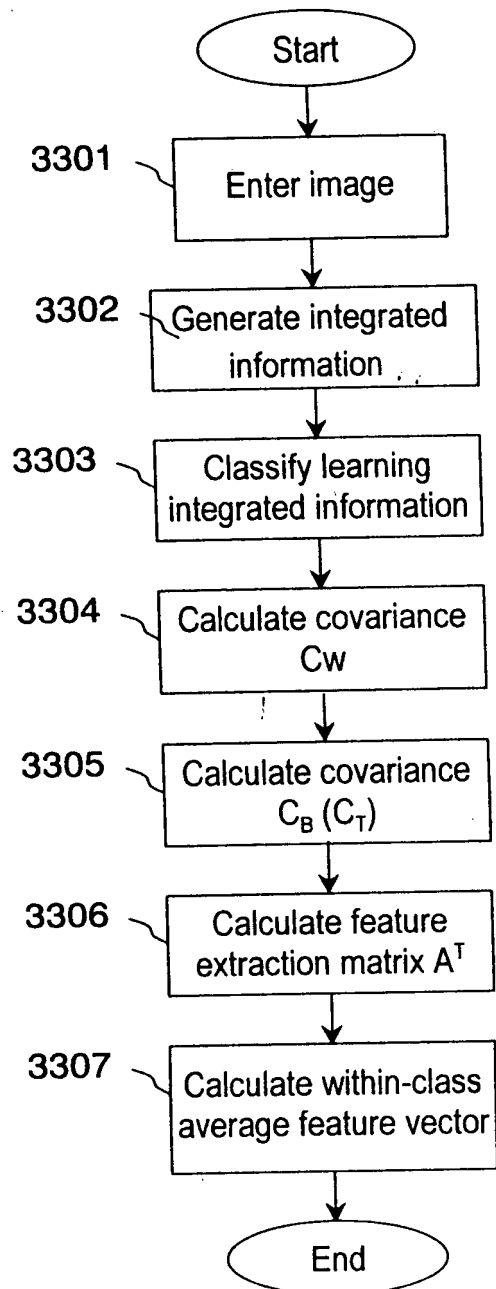 Start
3301
Enter image
3302
Generate integrated
information
3303
Classify learning
integrated information
3304
Calculate covariance
Cw
3305
Calculate covariance
C_B (C_T)
3306
Calculate feature
extraction matrix A^T
3307
Calculate within-class
average feature vector
End